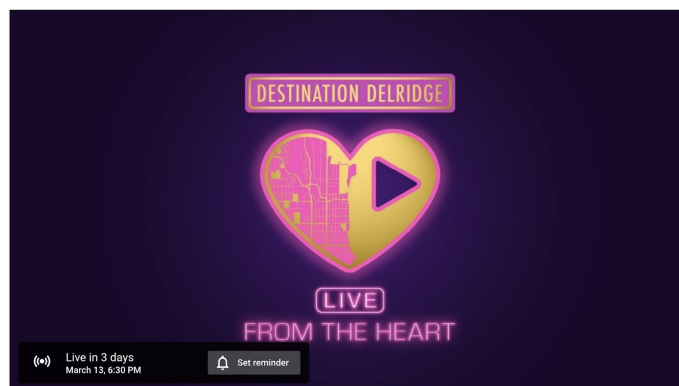 DESTINATION DELRIDGE
LIVE
FROM THE HEART
Live in 3 days
March 13, 6:30 PM
Set reminder